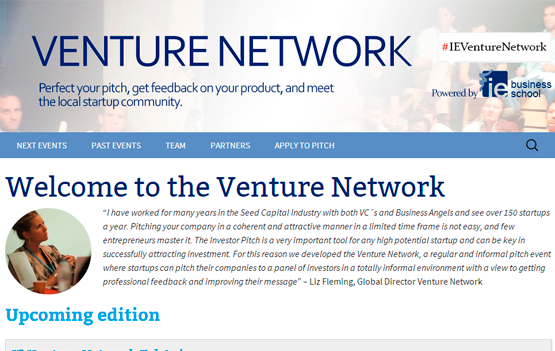 VENTURE NETWORK
#IEVentureNetwork
Perfect your pitch, get feedback on your product, and meet
the local startup community.
Powered by ie business school
NEXT EVENTS PAST EVENTS TEAM PARTNERS APPLY TO PITCH
Welcome to the Venture Network
“I have worked for many years in the Seed Capital Industry with both VC´s and Business Angels and see over 150 startups
a year. Pitching your company in a coherent and attractive manner in a limited time frame is not easy, and few
entrepreneurs master it. The Investor Pitch is a very important tool for any high potential startup and can be key in
successfully attracting investment. For this reason we developed the Venture Network, a regular and informal pitch event
where startups can pitch their companies to a panel of investors in a totally informal environment with a view to getting
professional feedback and improving their message” – Liz Fleming, Global Director Venture Network
Upcoming edition